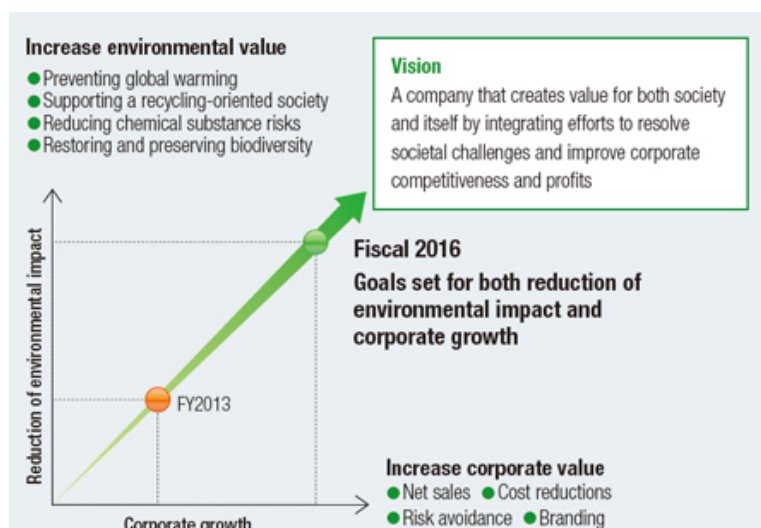 Increase environmental value
●Preventing global warming
●Supporting a recycling-oriented society
●Reducing chemical substance risks
●Restoring and preserving biodiversity
Vision
A company that creates value for both society
and itself by integrating efforts to resolve
societal challenges and improve corporate
competitiveness and profits
Reduction of environmental impact
Fiscal 2016
Goals set for both reduction of
environmental impact and
corporate growth
FY2013
Corporate growth
Increase corporate value
●Net sales ●Cost reductions
●Risk avoidance ●Branding